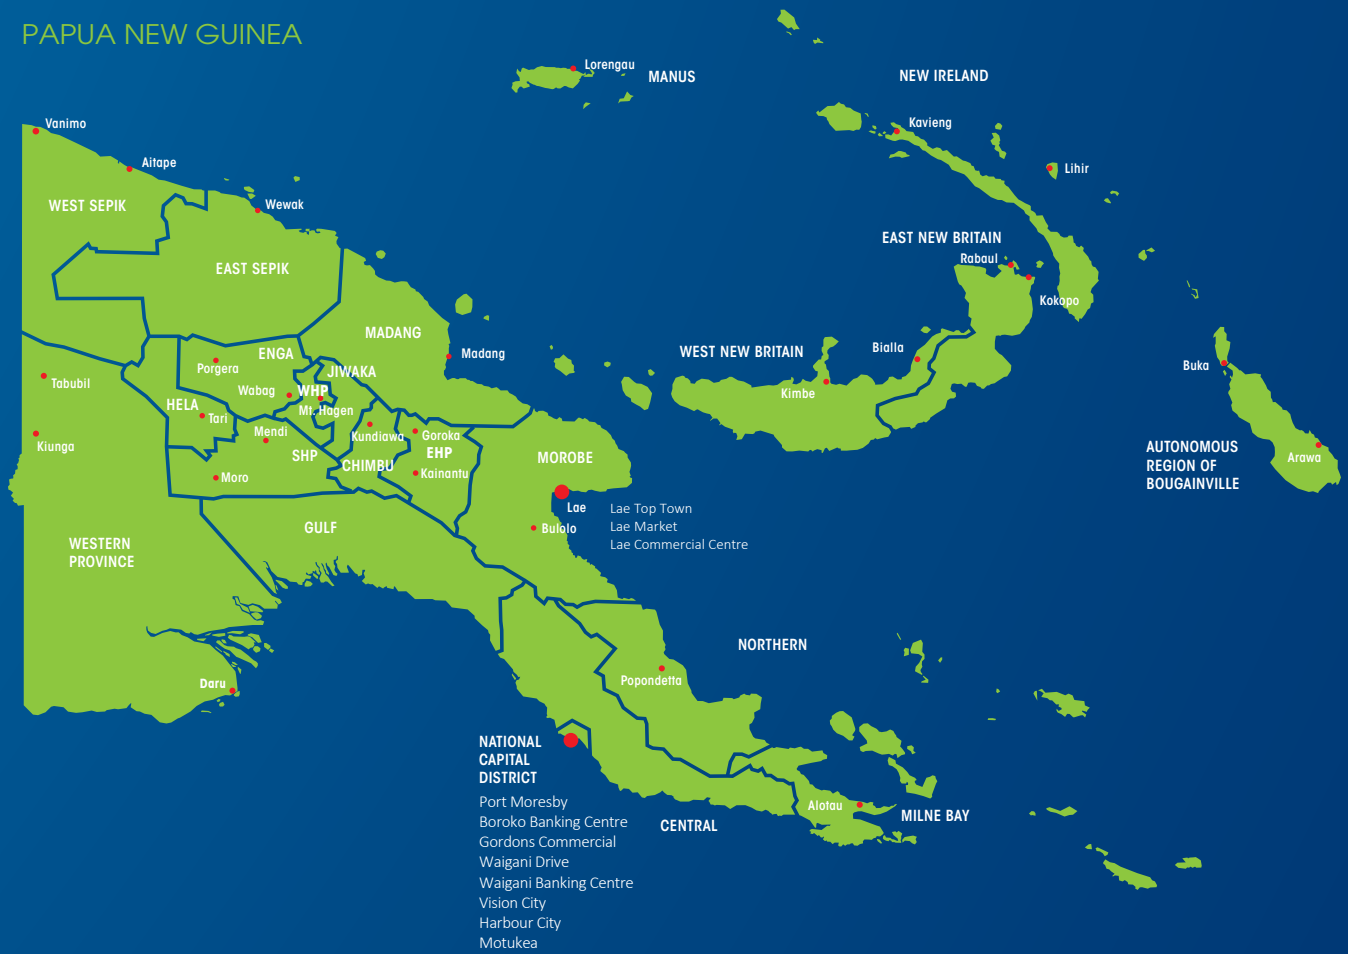 PAPUA NEW GUINEA
Lorengau
MANUS
NEW IRELAND
Vanimo
Kavieng
Aitape
Lihir
WEST SEPIK
Wewak
EAST NEW BRITAIN
Rabaul
EAST SEPIK
Kokopo
MADANG
Madang
ENGA
WEST NEW BRITAIN
Bialla
Porgera
JIWAKA
Buka
Tabubil
Wabag
WHP
Kimbe
HELA
Mt. Hagen
Tari
Mendi
Kundiawa
Goroka
Kiunga
EHP
SHP
MOROBE
AUTONOMOUS
REGION OF
BOUGAINVILLE
Arawa
CHIMBU
Kainantu
Moro
Lae
Lae Top Town
Lae Market
Lae Commercial Centre
GULF
Bulolo
WESTERN
PROVINCE
NORTHERN
Popondetta
Daru
NATIONAL
CAPITAL
DISTRICT
Port Moresby
Boroko Banking Centre
Gordons Commercial
Waigani Drive
Waigani Banking Centre
Vision City
Harbour City
Motukea
Alotau
MILNE BAY
CENTRAL